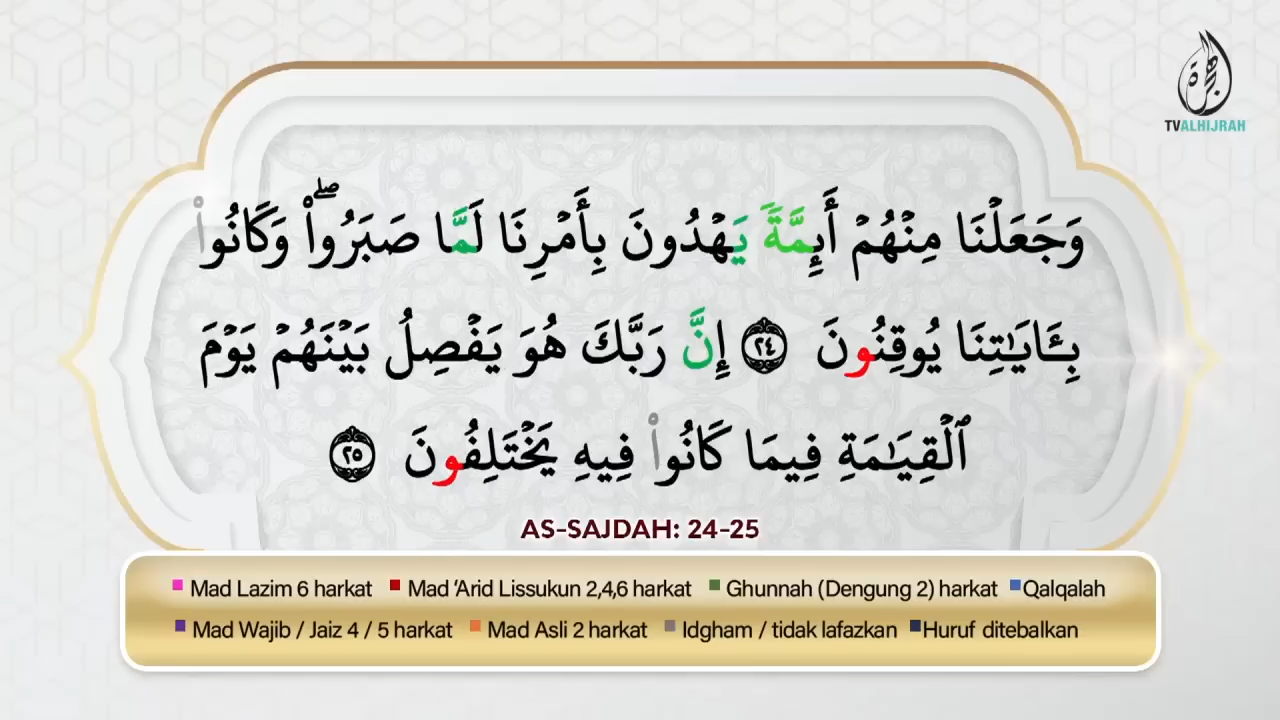 هجرة
TVALHIJRAH
وَجَعَلْنَا مِنْهُمْ أَئِمَّةً يَهْدُونَ بِأَمْرِنَا لَمَّا صَبَرُوا۟ ۖ وَكَانُوا۟
بِـَٔايَـٰتِنَا يُوقِنُونَ ٢٤ إِنَّ رَبَّكَ هُوَ يَفْصِلُ بَيْنَهُمْ يَوْمَ
ٱلْقِيَـٰمَةِ فِيمَا كَانُوا۟ فِيهِ يَخْتَلِفُونَ ٢٥
AS-SAJDAH: 24-25
Mad Lazim 6 harkat Mad ‘Arid Lissukun 2,4,6 harkat Ghunnah (Dengung 2) harkat Qalqalah
Mad Wajib / Jaiz 4 / 5 harkat Mad Asli 2 harkat Idgham / tidak lafazkan Huruf ditebalkan